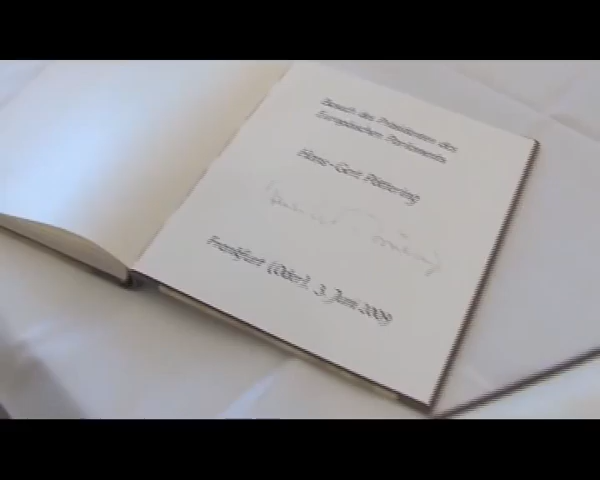 Besuch des Präsidenten des
Europäischen Parlaments
Hans-Gert Pöttering
Frankfurt (Oder), 3. Juni 2009